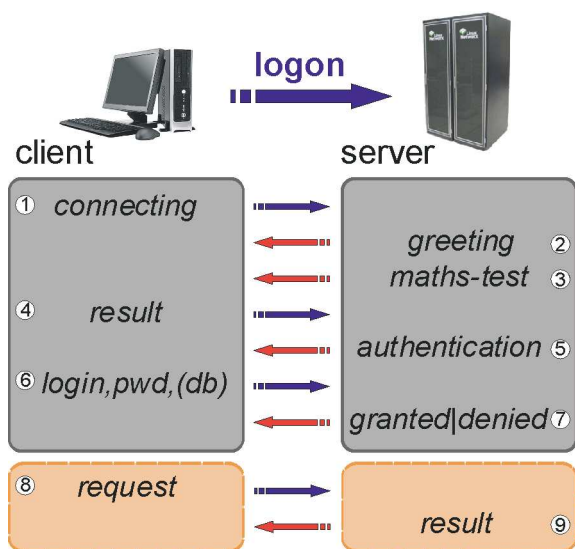 logon
client
server
① connecting
greeting ②
maths-test ③
④ result
authentication ⑤
⑥ login,pwd,(db)
granted|denied ⑦
⑧ request
result ⑨